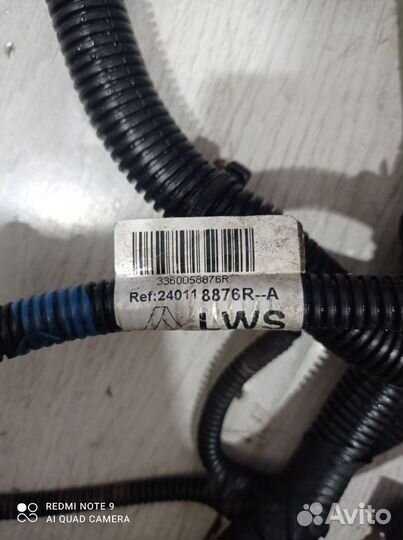 3360058876R
Ref:240118876R--A
LWS
REDMI NOTE 9
AI QUAD CAMERA
Avito